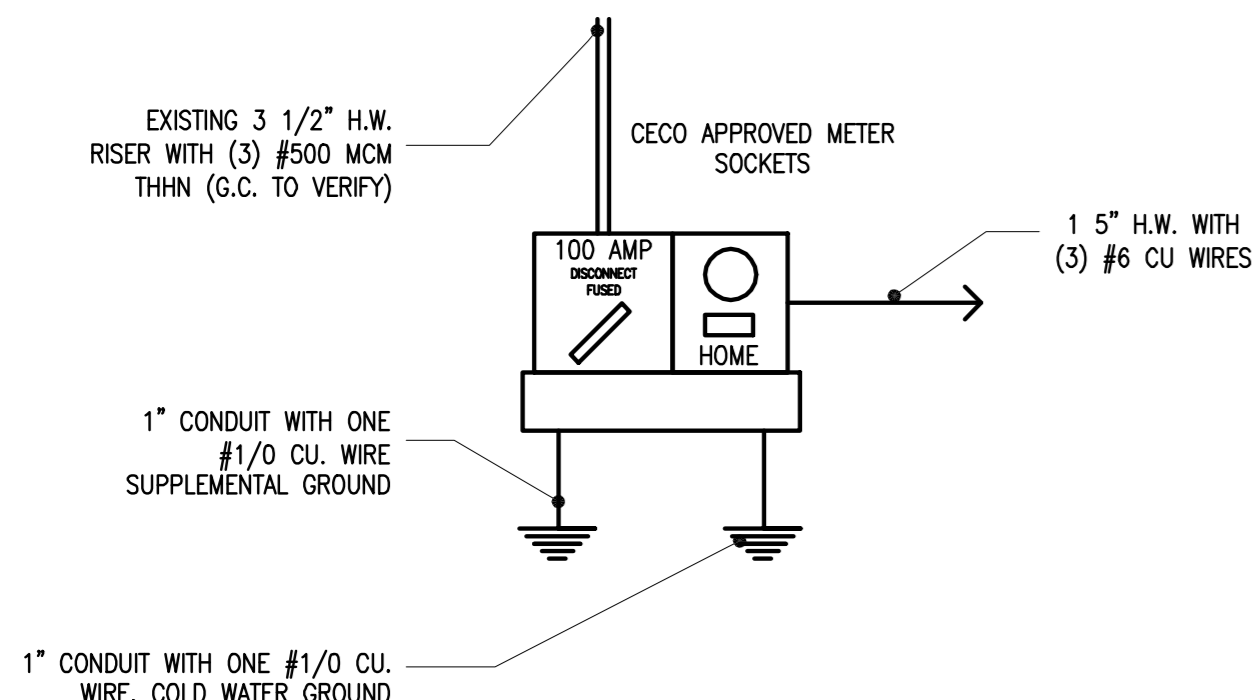 EXISTING 3 1/2" H.W.
RISER WITH (3) #500 MCM
THHN (G.C. TO VERIFY)
CECO APPROVED METER
SOCKETS
1 5" H.W. WITH
(3) #6 CU WIRES
100 AMP
DISCONNECT
FUSED
HOME
1" CONDUIT WITH ONE
#1/0 CU. WIRE
SUPPLEMENTAL GROUND
1" CONDUIT WITH ONE #1/0 CU.
WIRE. COLD WATER GROUND